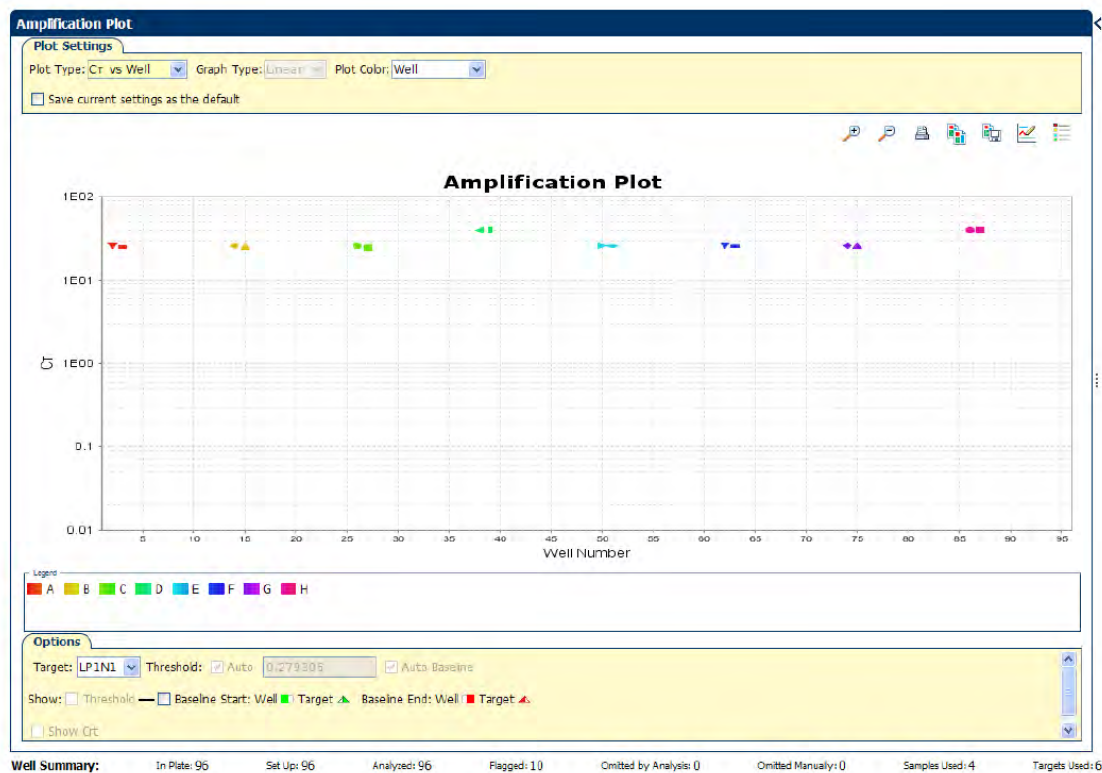 Amplification Plot
Plot Settings
Plot Type: CT vs Well Graph Type: Linear Plot Color: Well
Save current settings as the default
Amplification Plot
1E02
1E01
1E00
0.1
0.01
CT
5 10 15 20 25 30 35 40 45 50 55 60 65 70 75 80 85 90 95
Well Number
Legend
A B C D E F G H
Options
Target: LP1N1 Threshold: Auto 0.279305 Auto Baseline
Show: Threshold Baseline Start: Well Target Baseline End: Well Target
Show Crt
Well Summary: In Plate: 96 Set Up: 96 Analyzed: 96 Flagged: 10 Omitted by Analysis: 0 Omitted Manually: 0 Samples Used: 4 Targets Used: 6